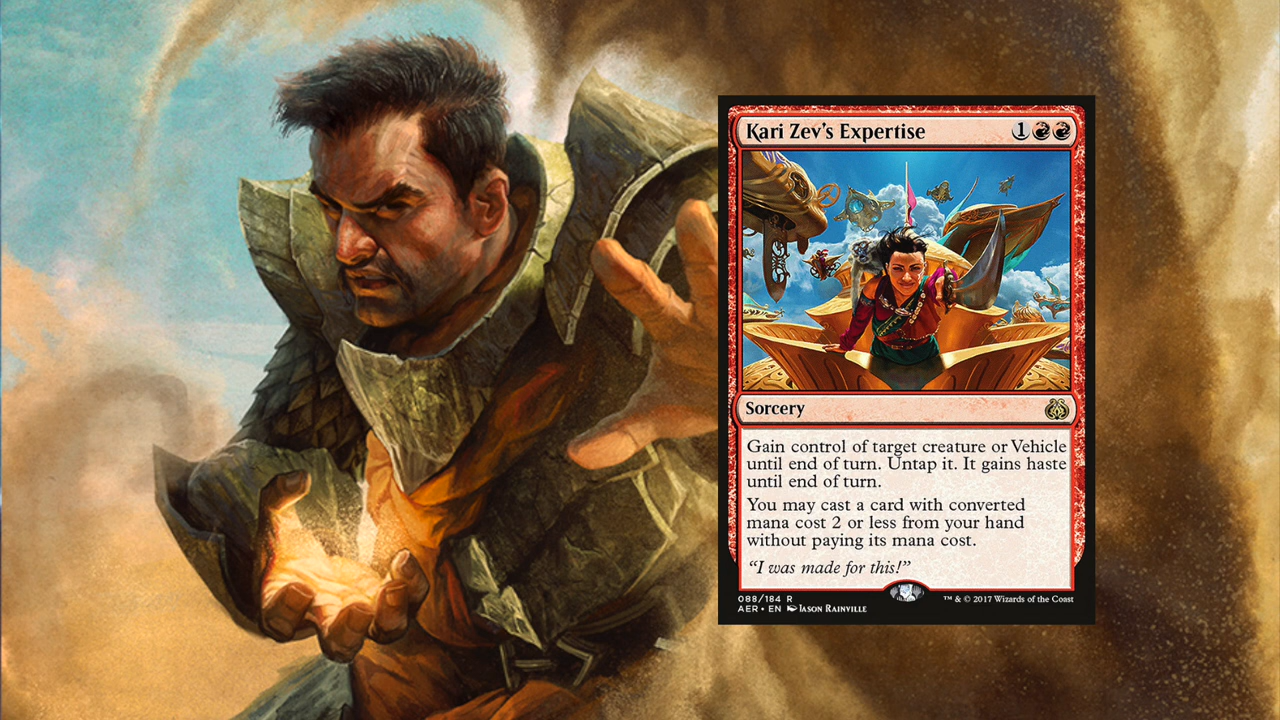 Kari Zev's Expertise 1
Sorcery
Gain control of target creature or Vehicle
until end of turn. Untap it. It gains haste
until end of turn.
You may cast a card with converted
mana cost 2 or less from your hand
without paying its mana cost.
"I was made for this!"
088/184 R
™ & © 2017 Wizards of the Coast
AER • EN Jason Rainville